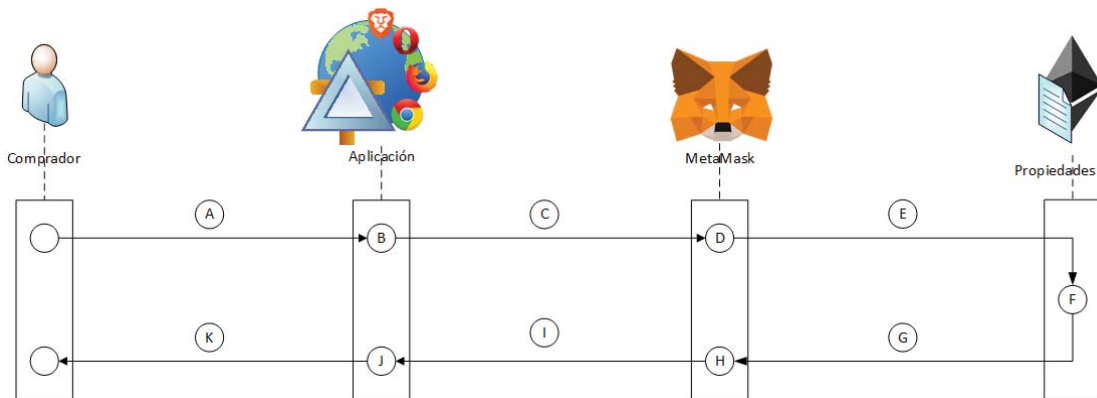 Comprador
Aplicación
MetaMask
Propiedades
A
C
E
B
D
F
K
I
G
J
H